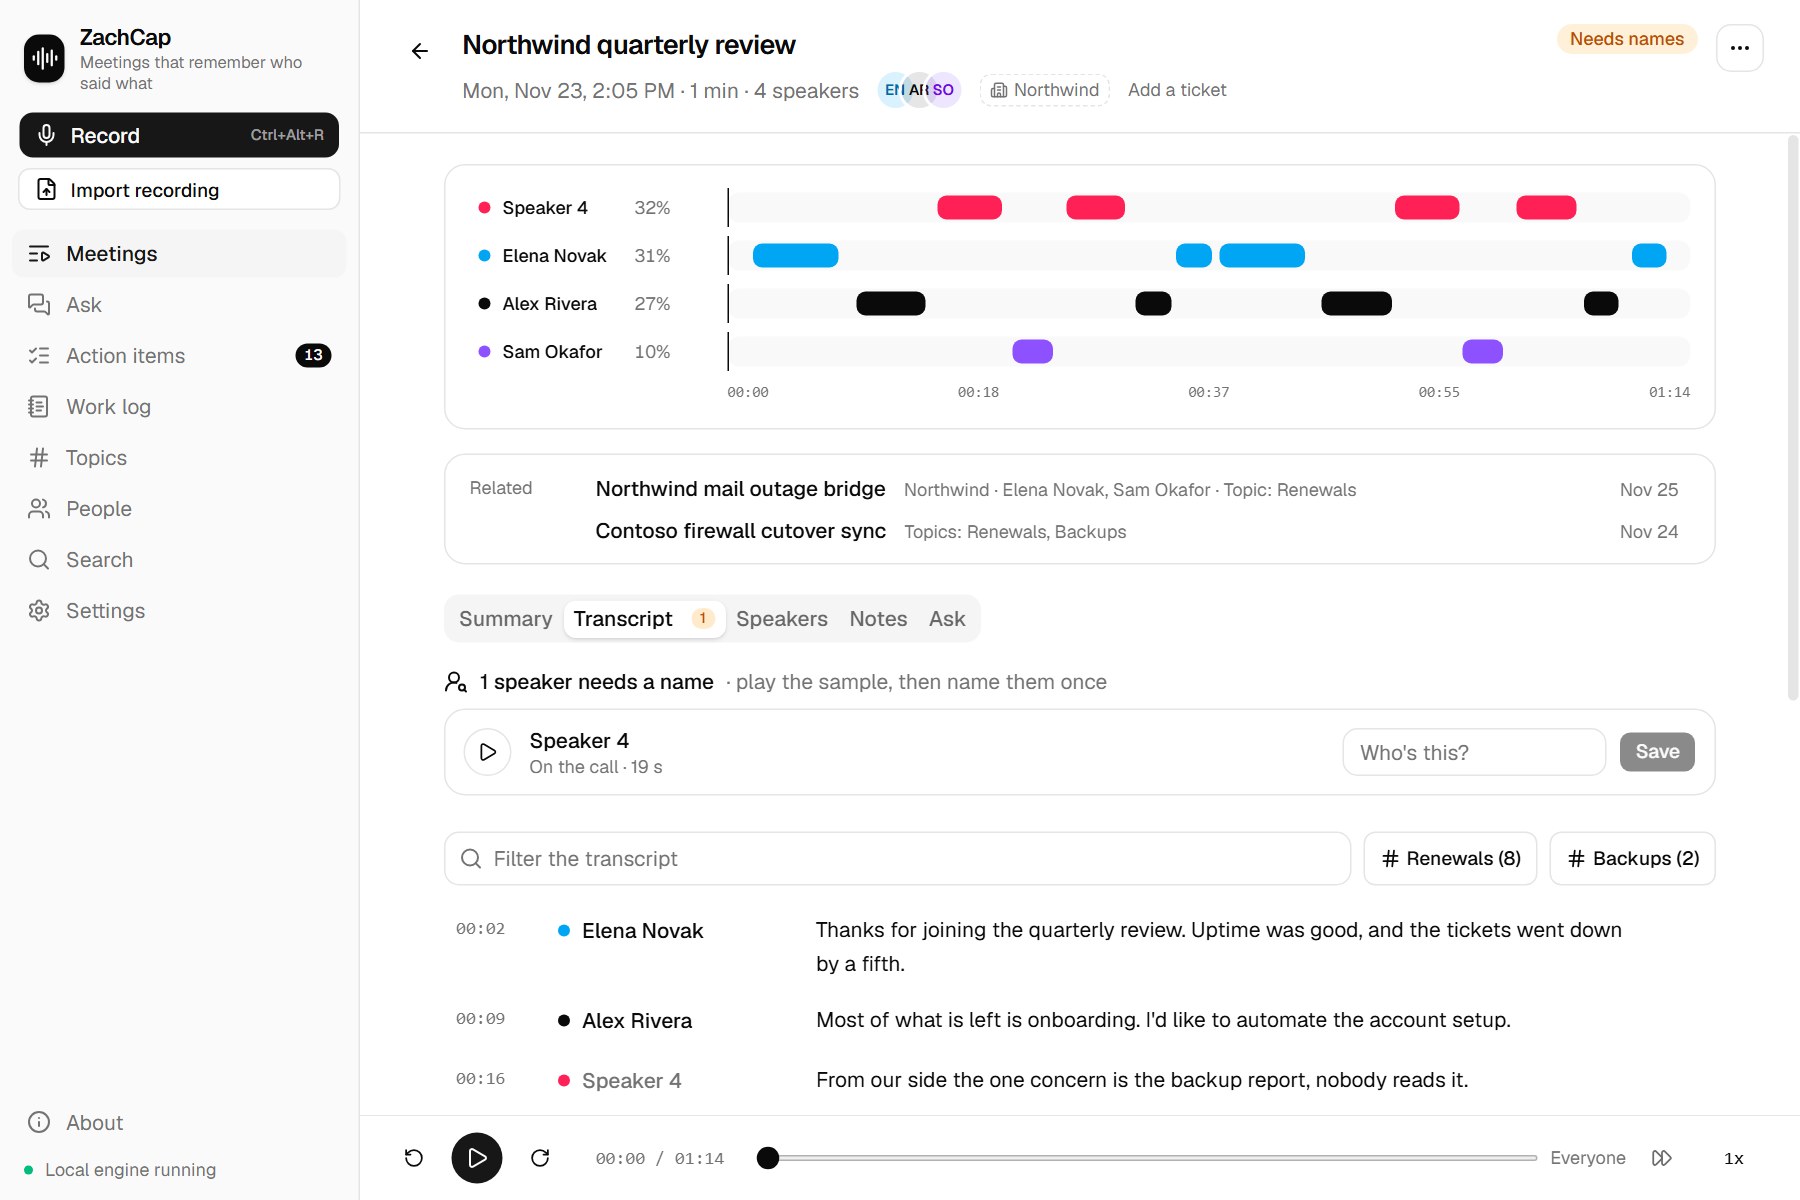 ZachCap
Meetings that remember who
said what
Record Ctrl+Alt+R
Import recording
Meetings
Ask
Action items 13
Work log
Topics
People
Search
Settings
About
Local engine running
Northwind quarterly review
Needs names
Mon, Nov 23, 2:05 PM · 1 min · 4 speakers EN AR SO Northwind Add a ticket
Speaker 4 32%
Elena Novak 31%
Alex Rivera 27%
Sam Okafor 10%
00:00 00:18 00:37 00:55 01:14
Related Northwind mail outage bridge Northwind · Elena Novak, Sam Okafor · Topic: Renewals Nov 25
Contoso firewall cutover sync Topics: Renewals, Backups Nov 24
Summary Transcript 1 Speakers Notes Ask
1 speaker needs a name · play the sample, then name them once
Speaker 4
On the call · 19 s
Who's this? Save
Filter the transcript # Renewals (8) # Backups (2)
00:02 Elena Novak Thanks for joining the quarterly review. Uptime was good, and the tickets went down
by a fifth.
00:09 Alex Rivera Most of what is left is onboarding. I'd like to automate the account setup.
00:16 Speaker 4 From our side the one concern is the backup report, nobody reads it.
00:00 / 01:14 Everyone 1x